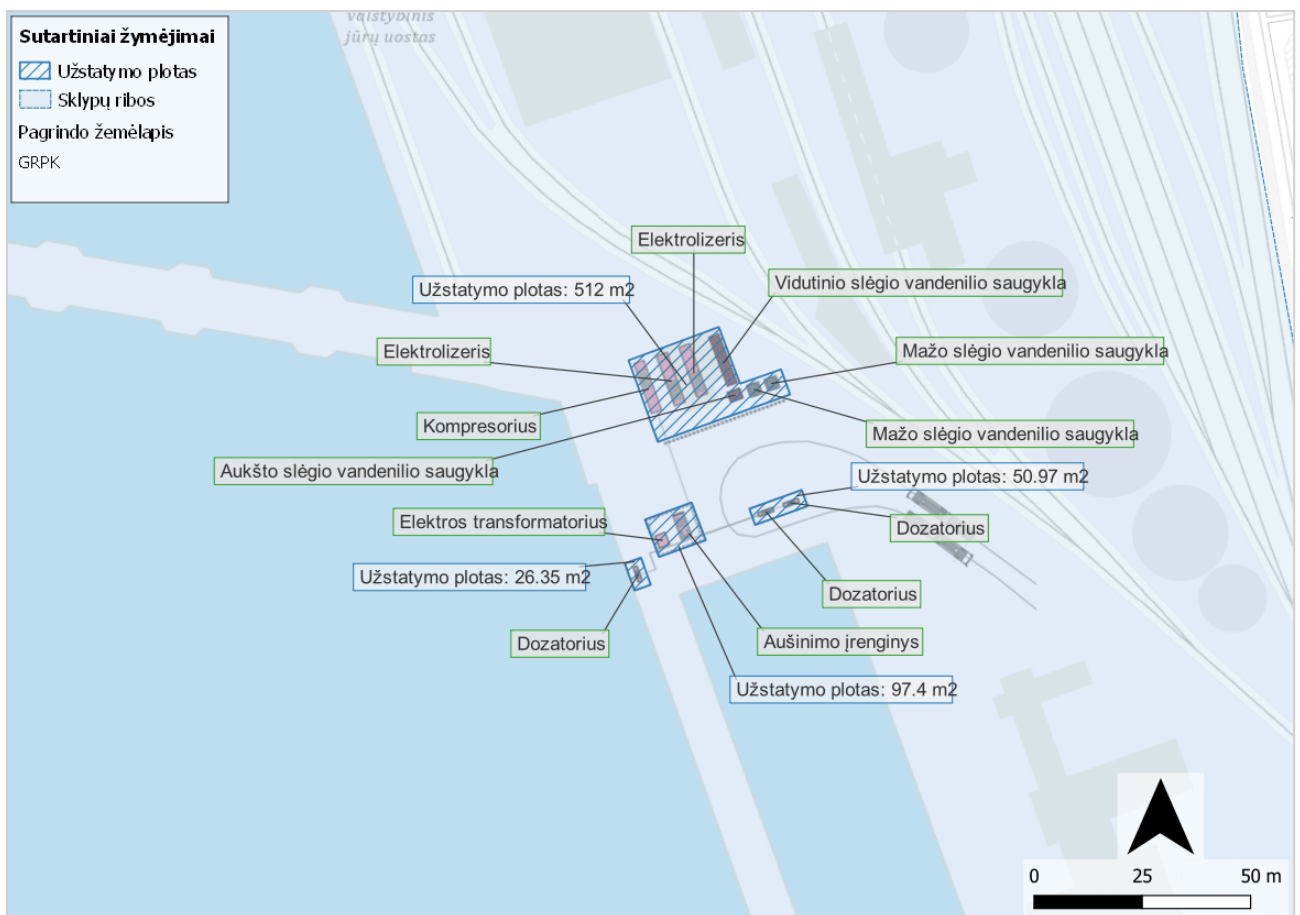 valstybinis
jūrų uostas
Sutartiniai žymėjimai
Užstatymo plotas
Sklypų ribos
Pagrindo žemėlapis
GRPK
Elektrolizeris
Užstatymo plotas: 512 m2
Vidutinio slėgio vandenilio saugykla
Elektrolizeris
Mažo slėgio vandenilio saugykla
Kompresorius
Mažo slėgio vandenilio saugykla
Aukšto slėgio vandenilio saugykla
Užstatymo plotas: 50.97 m2
Elektros transformatorius
Dozatorius
Užstatymo plotas: 26.35 m2
Dozatorius
Dozatorius
Aušinimo įrenginys
Užstatymo plotas: 97.4 m2
0 25 50 m